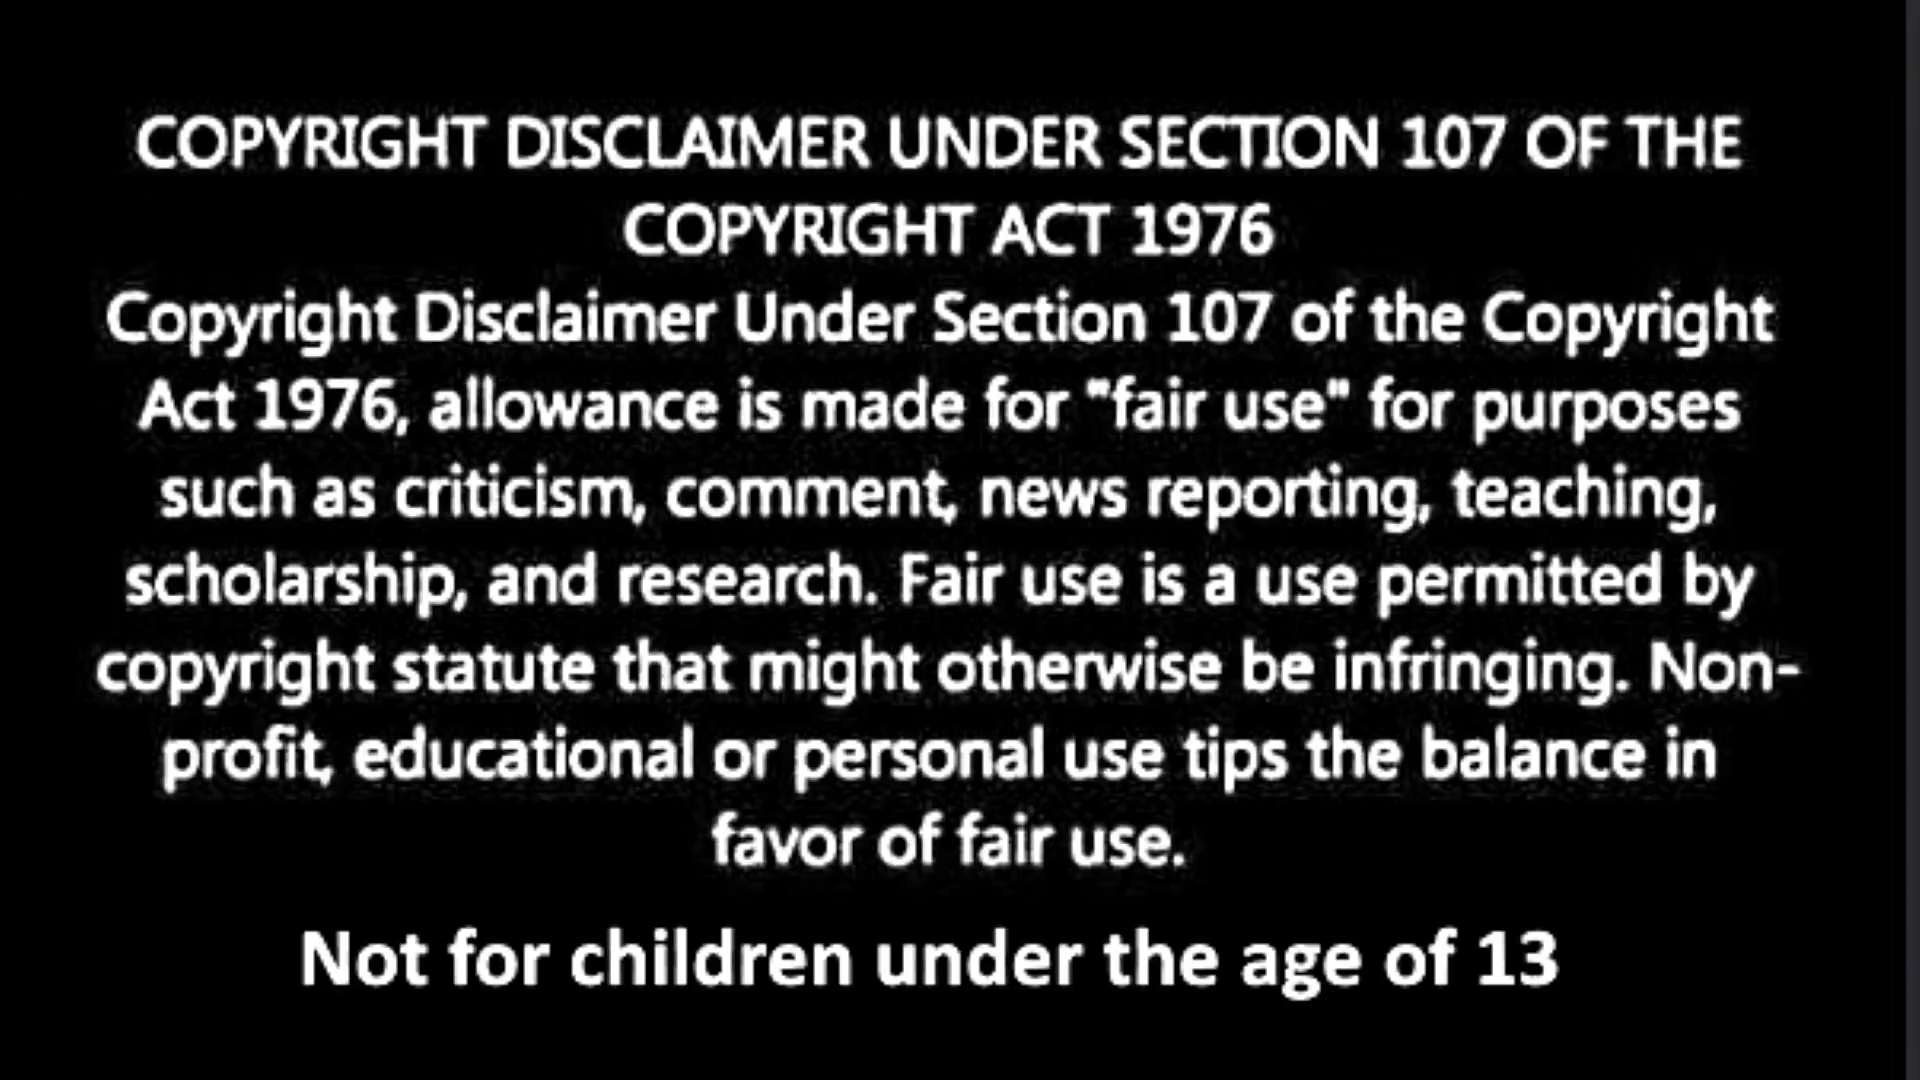 COPYRIGHT DISCLAIMER UNDER SECTION 107 OF THE
COPYRIGHT ACT 1976
Copyright Disclaimer Under Section 107 of the Copyright
Act 1976, allowance is made for "fair use" for purposes
such as criticism, comment, news reporting, teaching,
scholarship, and research. Fair use is a use permitted by
copyright statute that might otherwise be infringing. Non-
profit, educational or personal use tips the balance in
favor of fair use.
Not for children under the age of 13